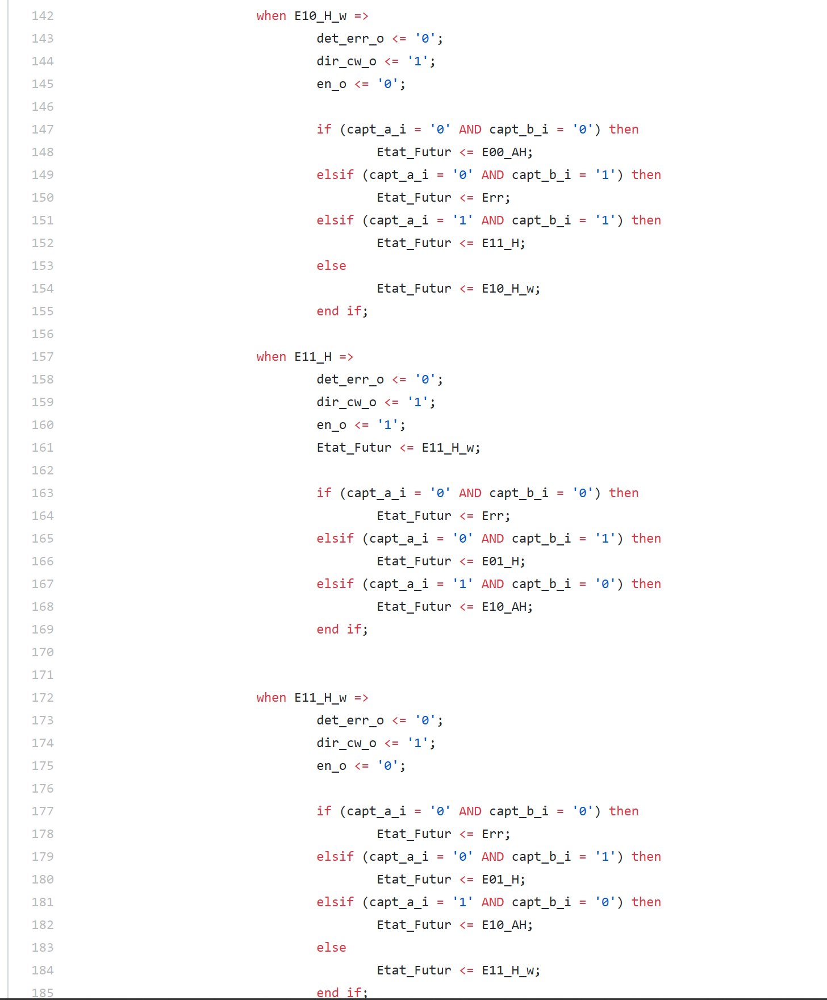 142 when E10_H_w =>
143 det_err_o <= '0';
144 dir_cw_o <= '1';
145 en_o <= '0';
146
147 if (capt_a_i = '0' AND capt_b_i = '0') then
148 Etat_Futur <= E00_AH;
149 elsif (capt_a_i = '0' AND capt_b_i = '1') then
150 Etat_Futur <= Err;
151 elsif (capt_a_i = '1' AND capt_b_i = '1') then
152 Etat_Futur <= E11_H;
153 else
154 Etat_Futur <= E10_H_w;
155 end if;
156
157 when E11_H =>
158 det_err_o <= '0';
159 dir_cw_o <= '1';
160 en_o <= '1';
161 Etat_Futur <= E11_H_w;
162
163 if (capt_a_i = '0' AND capt_b_i = '0') then
164 Etat_Futur <= Err;
165 elsif (capt_a_i = '0' AND capt_b_i = '1') then
166 Etat_Futur <= E01_H;
167 elsif (capt_a_i = '1' AND capt_b_i = '0') then
168 Etat_Futur <= E10_AH;
169 end if;
170
171
172 when E11_H_w =>
173 det_err_o <= '0';
174 dir_cw_o <= '1';
175 en_o <= '0';
176
177 if (capt_a_i = '0' AND capt_b_i = '0') then
178 Etat_Futur <= Err;
179 elsif (capt_a_i = '0' AND capt_b_i = '1') then
180 Etat_Futur <= E01_H;
181 elsif (capt_a_i = '1' AND capt_b_i = '0') then
182 Etat_Futur <= E10_AH;
183 else
184 Etat_Futur <= E11_H_w;
185 end if;